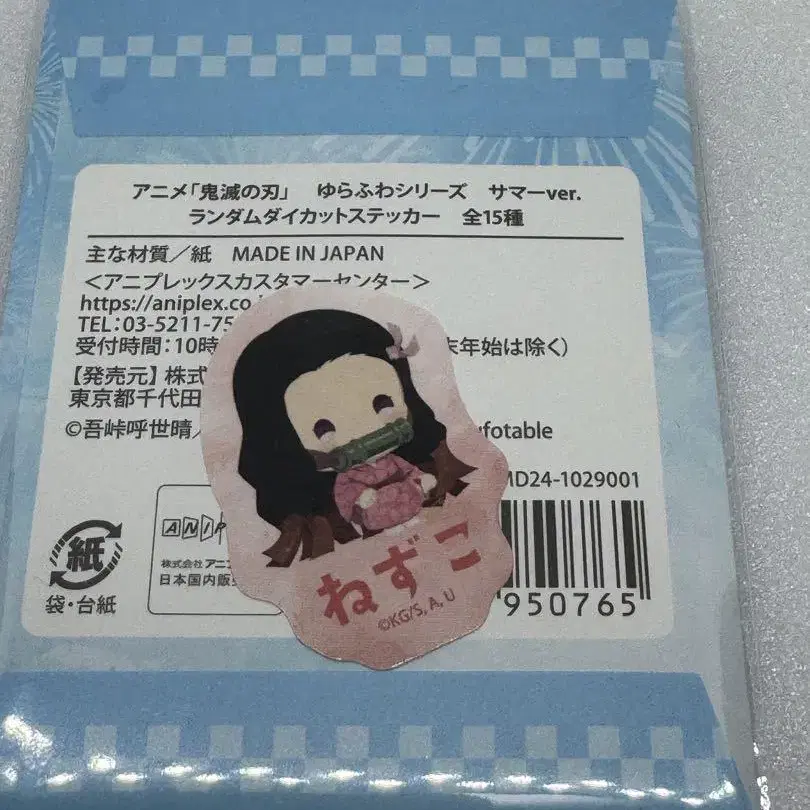 アニメ「鬼滅の刃」 ゆらふわシリーズ サマーver.
ランダムダイカットステッカー 全15種
主な材質／紙 MADE IN JAPAN
＜アニプレックスカスタマーセンター＞
https://aniplex.co
TEL：03-5211-75
受付時間：10時 末年始は除く）
【発売元】株式
東京都千代田
©吾峠呼世晴／ ufotable
MD24-1029001
ANIP
株式会社アニプ
日本国内販売
紙
袋・台紙
950765
ねずこ
©KG/S, A, U